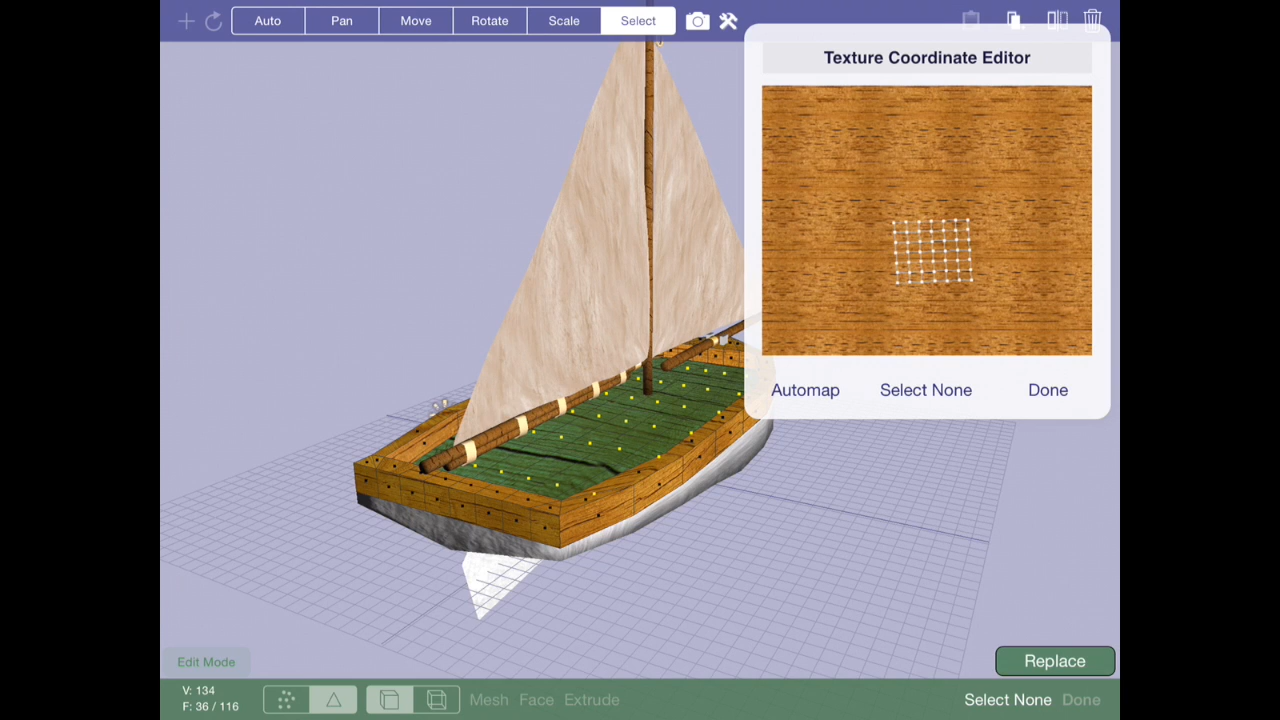 Auto Pan Move Rotate Scale Select
Texture Coordinate Editor
Automap Select None Done
Edit Mode
Replace
V: 134
F: 36 / 116
Mesh Face Extrude
Select None Done